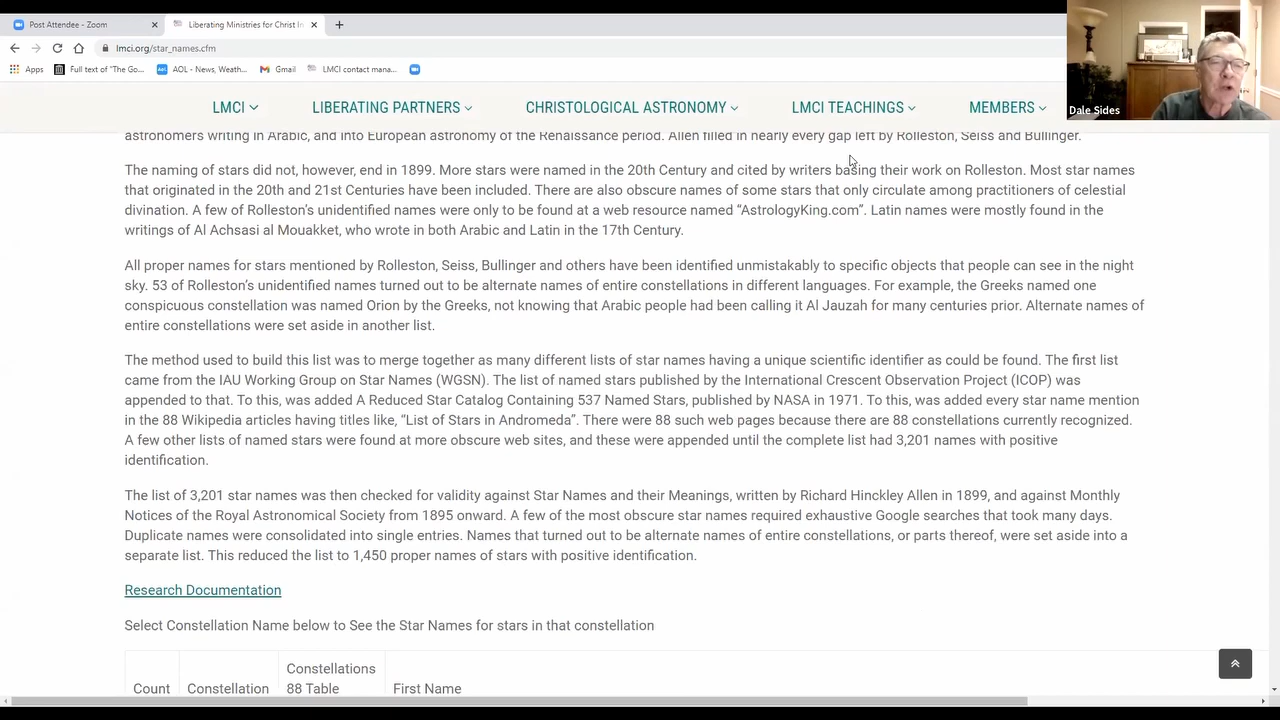 Post Attendee - Zoom
Liberating Ministries for Christ In
lmci.org/star_names.cfm
Apps
Full text of "The Go...
AOL - News, Weath...
Gmail
LMCI contact mana...
Dale Sides
LMCI
LIBERATING PARTNERS
CHRISTOLOGICAL ASTRONOMY
LMCI TEACHINGS
MEMBERS
astronomers writing in Arabic, and into European astronomy of the Renaissance period. Allen filled in nearly every gap left by Rolleston, Seiss and Bullinger.
The naming of stars did not, however, end in 1899. More stars were named in the 20th Century and cited by writers basing their work on Rolleston. Most star names
that originated in the 20th and 21st Centuries have been included. There are also obscure names of some stars that only circulate among practitioners of celestial
divination. A few of Rolleston’s unidentified names were only to be found at a web resource named “AstrologyKing.com”. Latin names were mostly found in the
writings of Al Achsasi al Mouakket, who wrote in both Arabic and Latin in the 17th Century.
All proper names for stars mentioned by Rolleston, Seiss, Bullinger and others have been identified unmistakably to specific objects that people can see in the night
sky. 53 of Rolleston’s unidentified names turned out to be alternate names of entire constellations in different languages. For example, the Greeks named one
conspicuous constellation was named Orion by the Greeks, not knowing that Arabic people had been calling it Al Jauzah for many centuries prior. Alternate names of
entire constellations were set aside in another list.
The method used to build this list was to merge together as many different lists of star names having a unique scientific identifier as could be found. The first list
came from the IAU Working Group on Star Names (WGSN). The list of named stars published by the International Crescent Observation Project (ICOP) was
appended to that. To this, was added A Reduced Star Catalog Containing 537 Named Stars, published by NASA in 1971. To this, was added every star name mention
in the 88 Wikipedia articles having titles like, “List of Stars in Andromeda”. There were 88 such web pages because there are 88 constellations currently recognized.
A few other lists of named stars were found at more obscure web sites, and these were appended until the complete list had 3,201 names with positive
identification.
The list of 3,201 star names was then checked for validity against Star Names and their Meanings, written by Richard Hinckley Allen in 1899, and against Monthly
Notices of the Royal Astronomical Society from 1895 onward. A few of the most obscure star names required exhaustive Google searches that took many days.
Duplicate names were consolidated into single entries. Names that turned out to be alternate names of entire constellations, or parts thereof, were set aside into a
separate list. This reduced the list to 1,450 proper names of stars with positive identification.
Research Documentation
Select Constellation Name below to See the Star Names for stars in that constellation
Constellations
Count Constellation 88 Table First Name